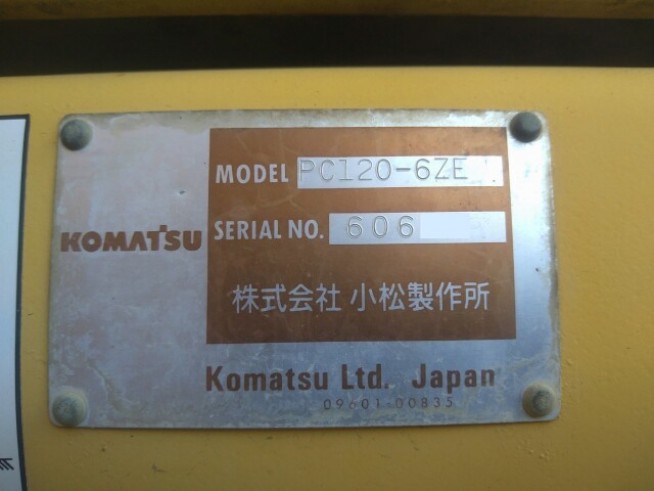 MODEL PC120-6ZE
KOMATSU
SERIAL NO. 606
株式会社 小松製作所
Komatsu Ltd. Japan
09601-00835